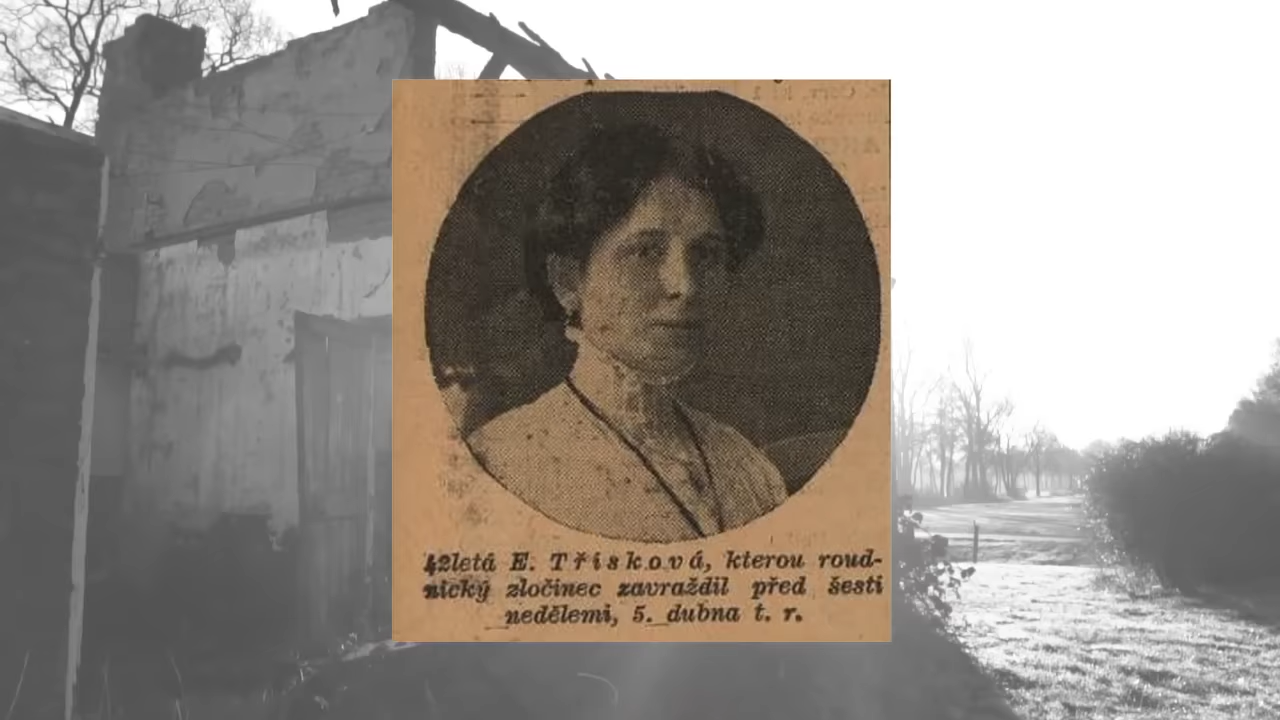 42letá E. Třísková, kterou roud-
nický zločinec zavraždil před šesti
nedělemi, 5. dubna t. r.